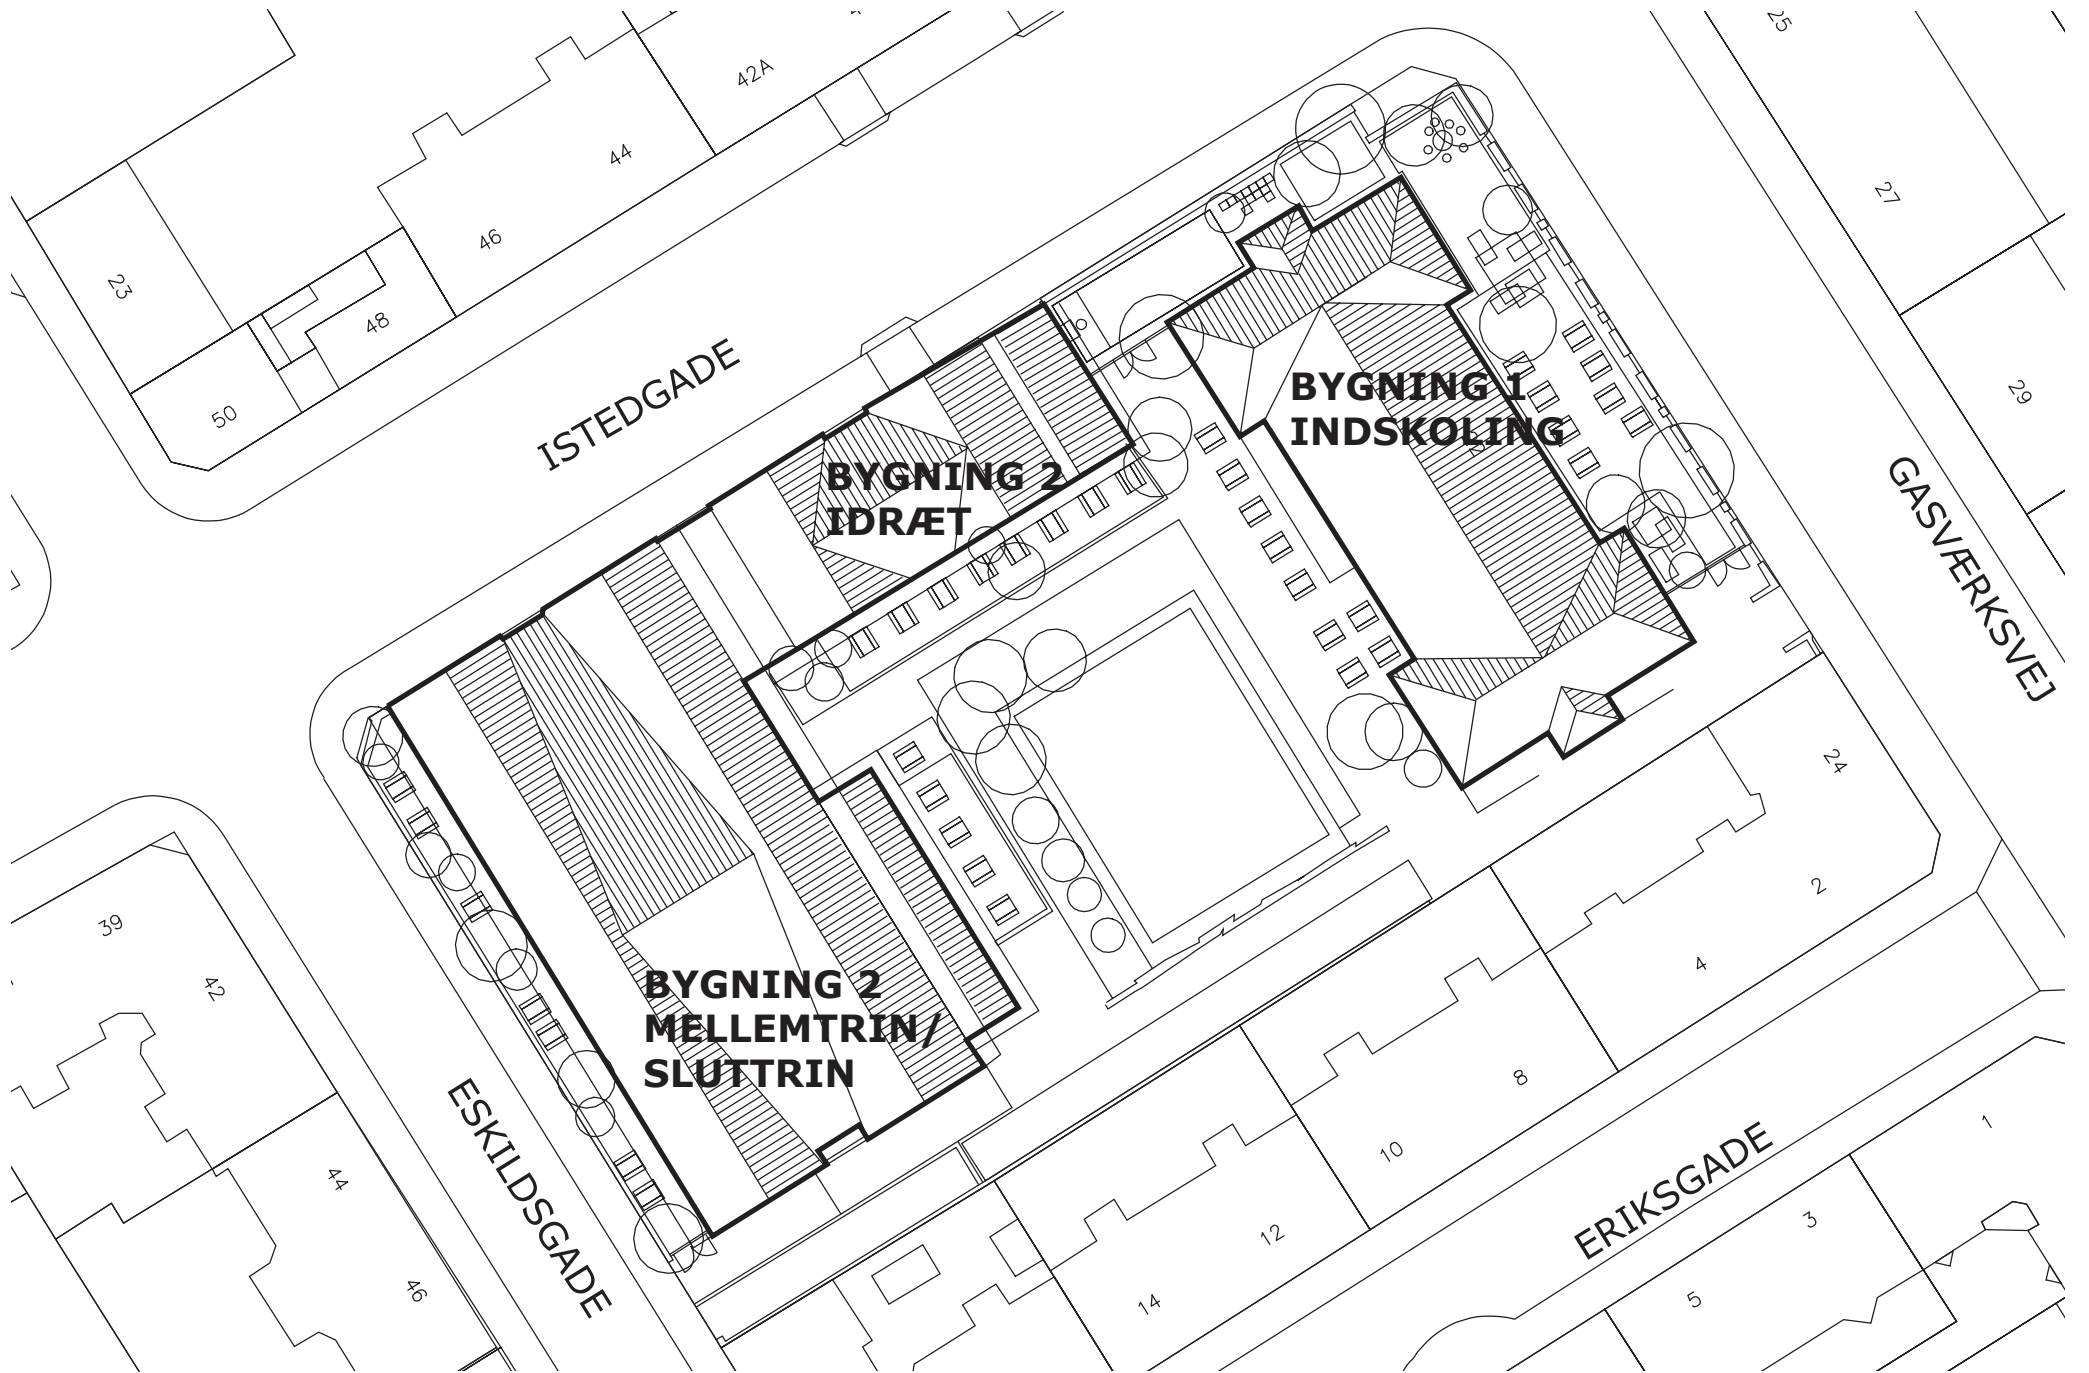 42A
25
44
46
27
23
48
50
29
ISTEDGADE
BYGNING 1
INDSKOLING
BYGNING 2
IDRÆT
GASVÆRKSVEJ
24
2
39
42
4
BYGNING 2
MELLEMTRIN/
SLUTTRIN
8
1
10
44
ESKILDSGADE
ERIKSGADE
12
3
46
14
5